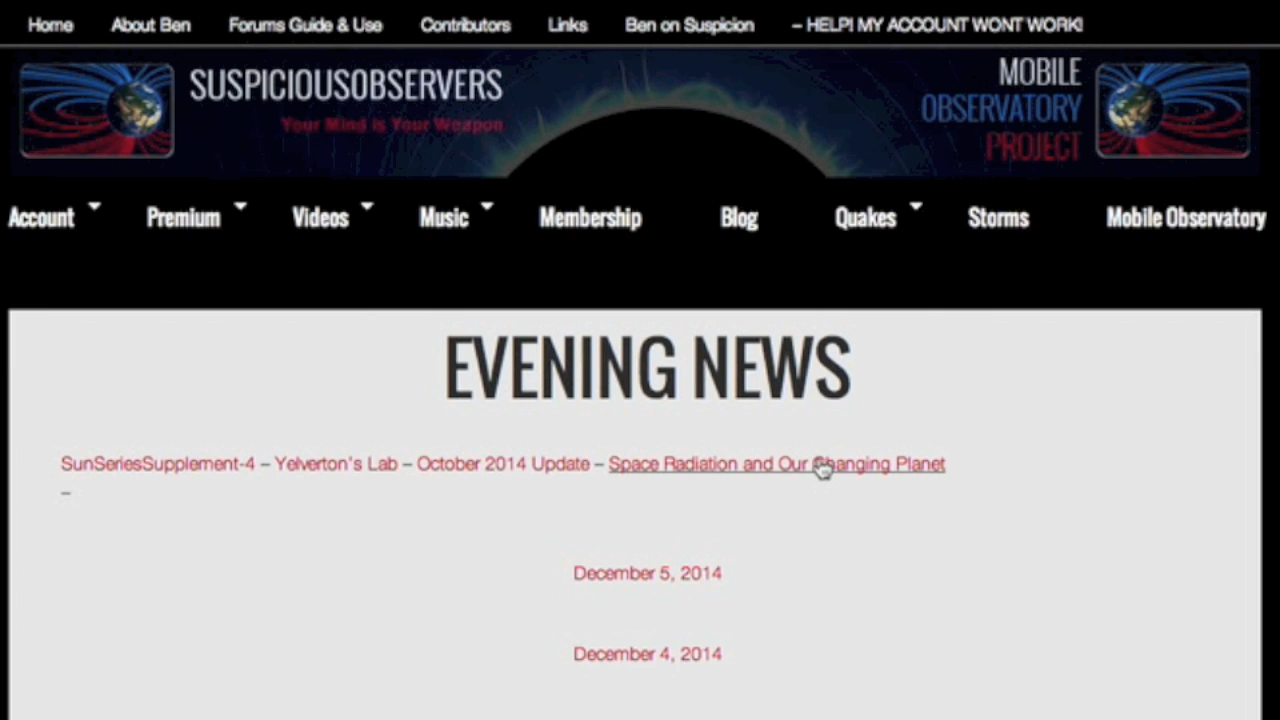 Home About Ben Forums Guide & Use Contributors Links Ben on Suspicion – HELP! MY ACCOUNT WONT WORK!
SUSPICIOUSOBSERVERS
Your Mind is Your Weapon
MOBILE
OBSERVATORY
PROJECT
Account Premium Videos Music Membership Blog Quakes Storms Mobile Observatory
EVENING NEWS
SunSeriesSupplement-4 – Yelverton's Lab – October 2014 Update – Space Radiation and Our Changing Planet
–
December 5, 2014
December 4, 2014